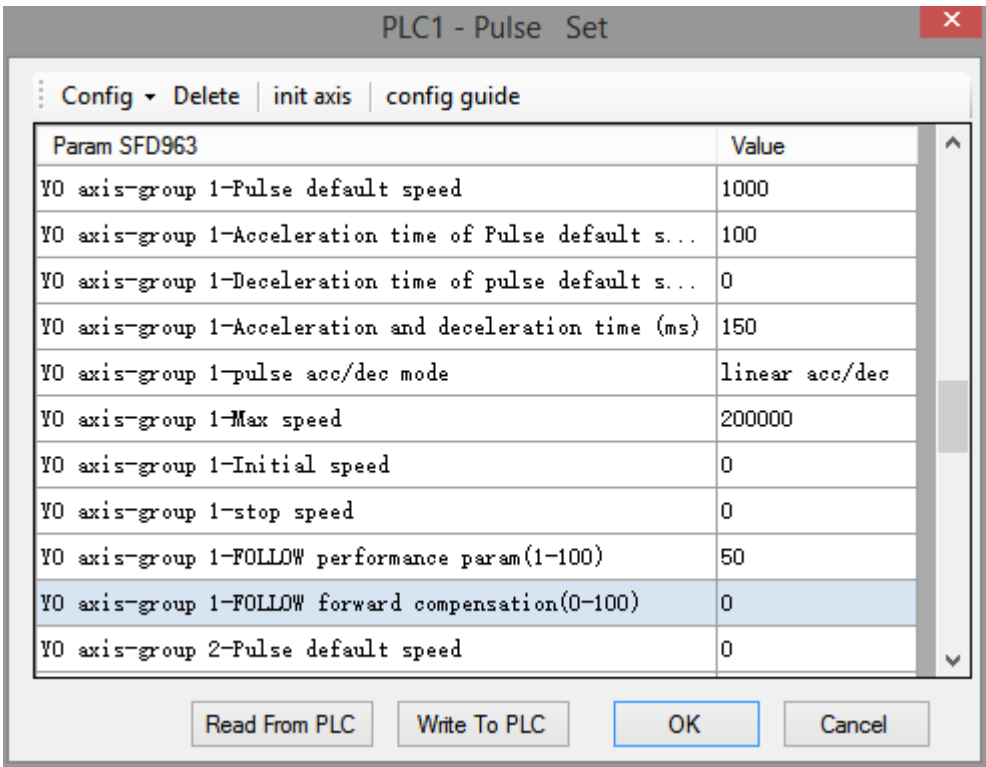 PLC1 - Pulse Set
×
Config Delete init axis config guide
Param SFD963 Value
Y0 axis-group 1-Pulse default speed 1000
Y0 axis-group 1-Acceleration time of Pulse default s... 100
Y0 axis-group 1-Deceleration time of pulse default s... 0
Y0 axis-group 1-Acceleration and deceleration time (ms) 150
Y0 axis-group 1-pulse acc/dec mode linear acc/dec
Y0 axis-group 1-Max speed 200000
Y0 axis-group 1-Initial speed 0
Y0 axis-group 1-stop speed 0
Y0 axis-group 1-FOLLOW performance param(1-100) 50
Y0 axis-group 1-FOLLOW forward compensation(0-100) 0
Y0 axis-group 2-Pulse default speed 0
Read From PLC Write To PLC OK Cancel